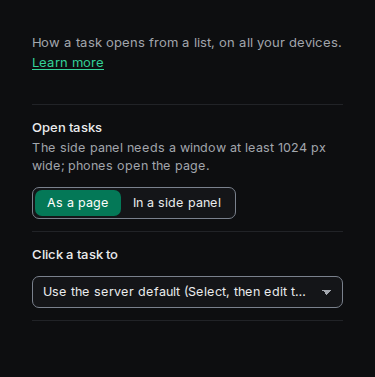 How a task opens from a list, on all your devices.
Learn more
Open tasks
The side panel needs a window at least 1024 px
wide; phones open the page.
As a page
In a side panel
Click a task to
Use the server default (Select, then edit t...